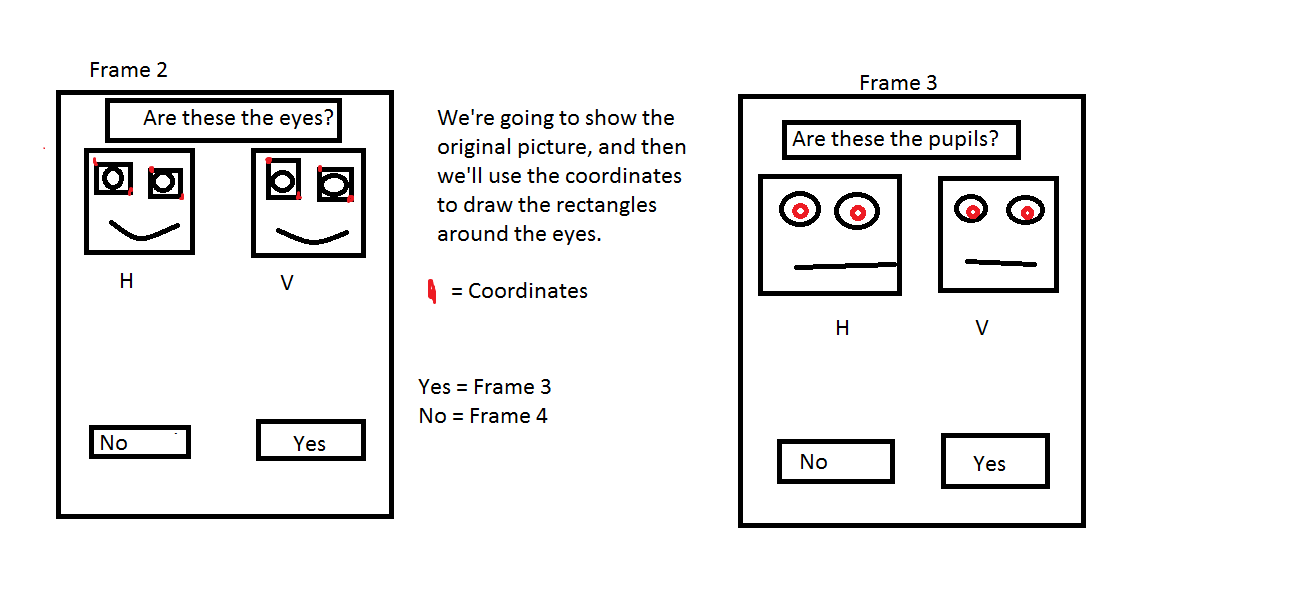 Frame 2
Are these the eyes?
H
V
No
Yes
We're going to show the
original picture, and then
we'll use the coordinates
to draw the rectangles
around the eyes.
= Coordinates
Yes = Frame 3
No = Frame 4
Frame 3
Are these the pupils?
H
V
No
Yes